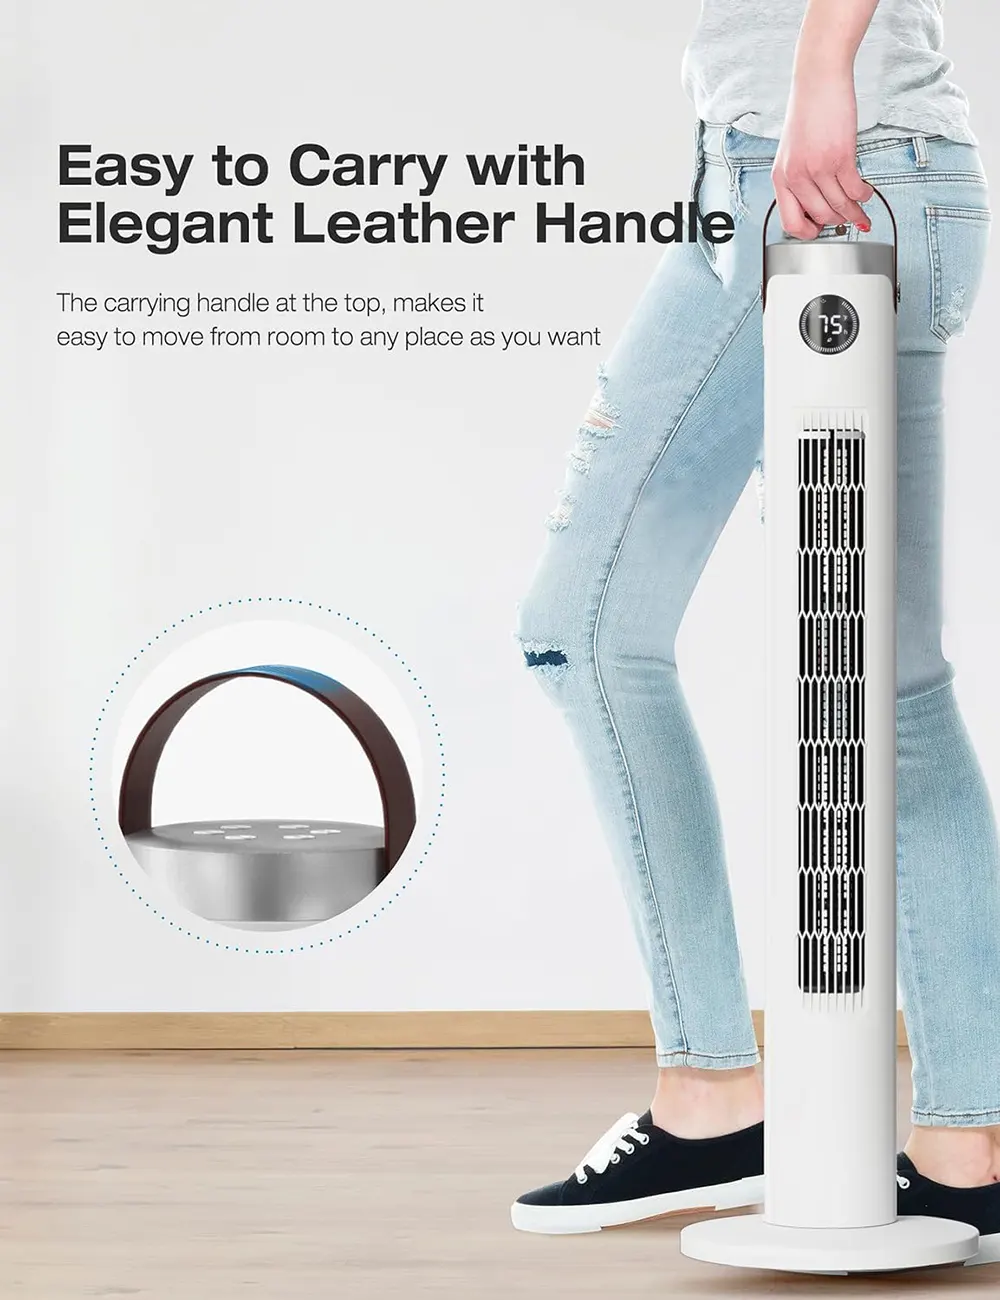 Easy to Carry with
Elegant Leather Handle
The carrying handle at the top, makes it
easy to move from room to any place as you want
75